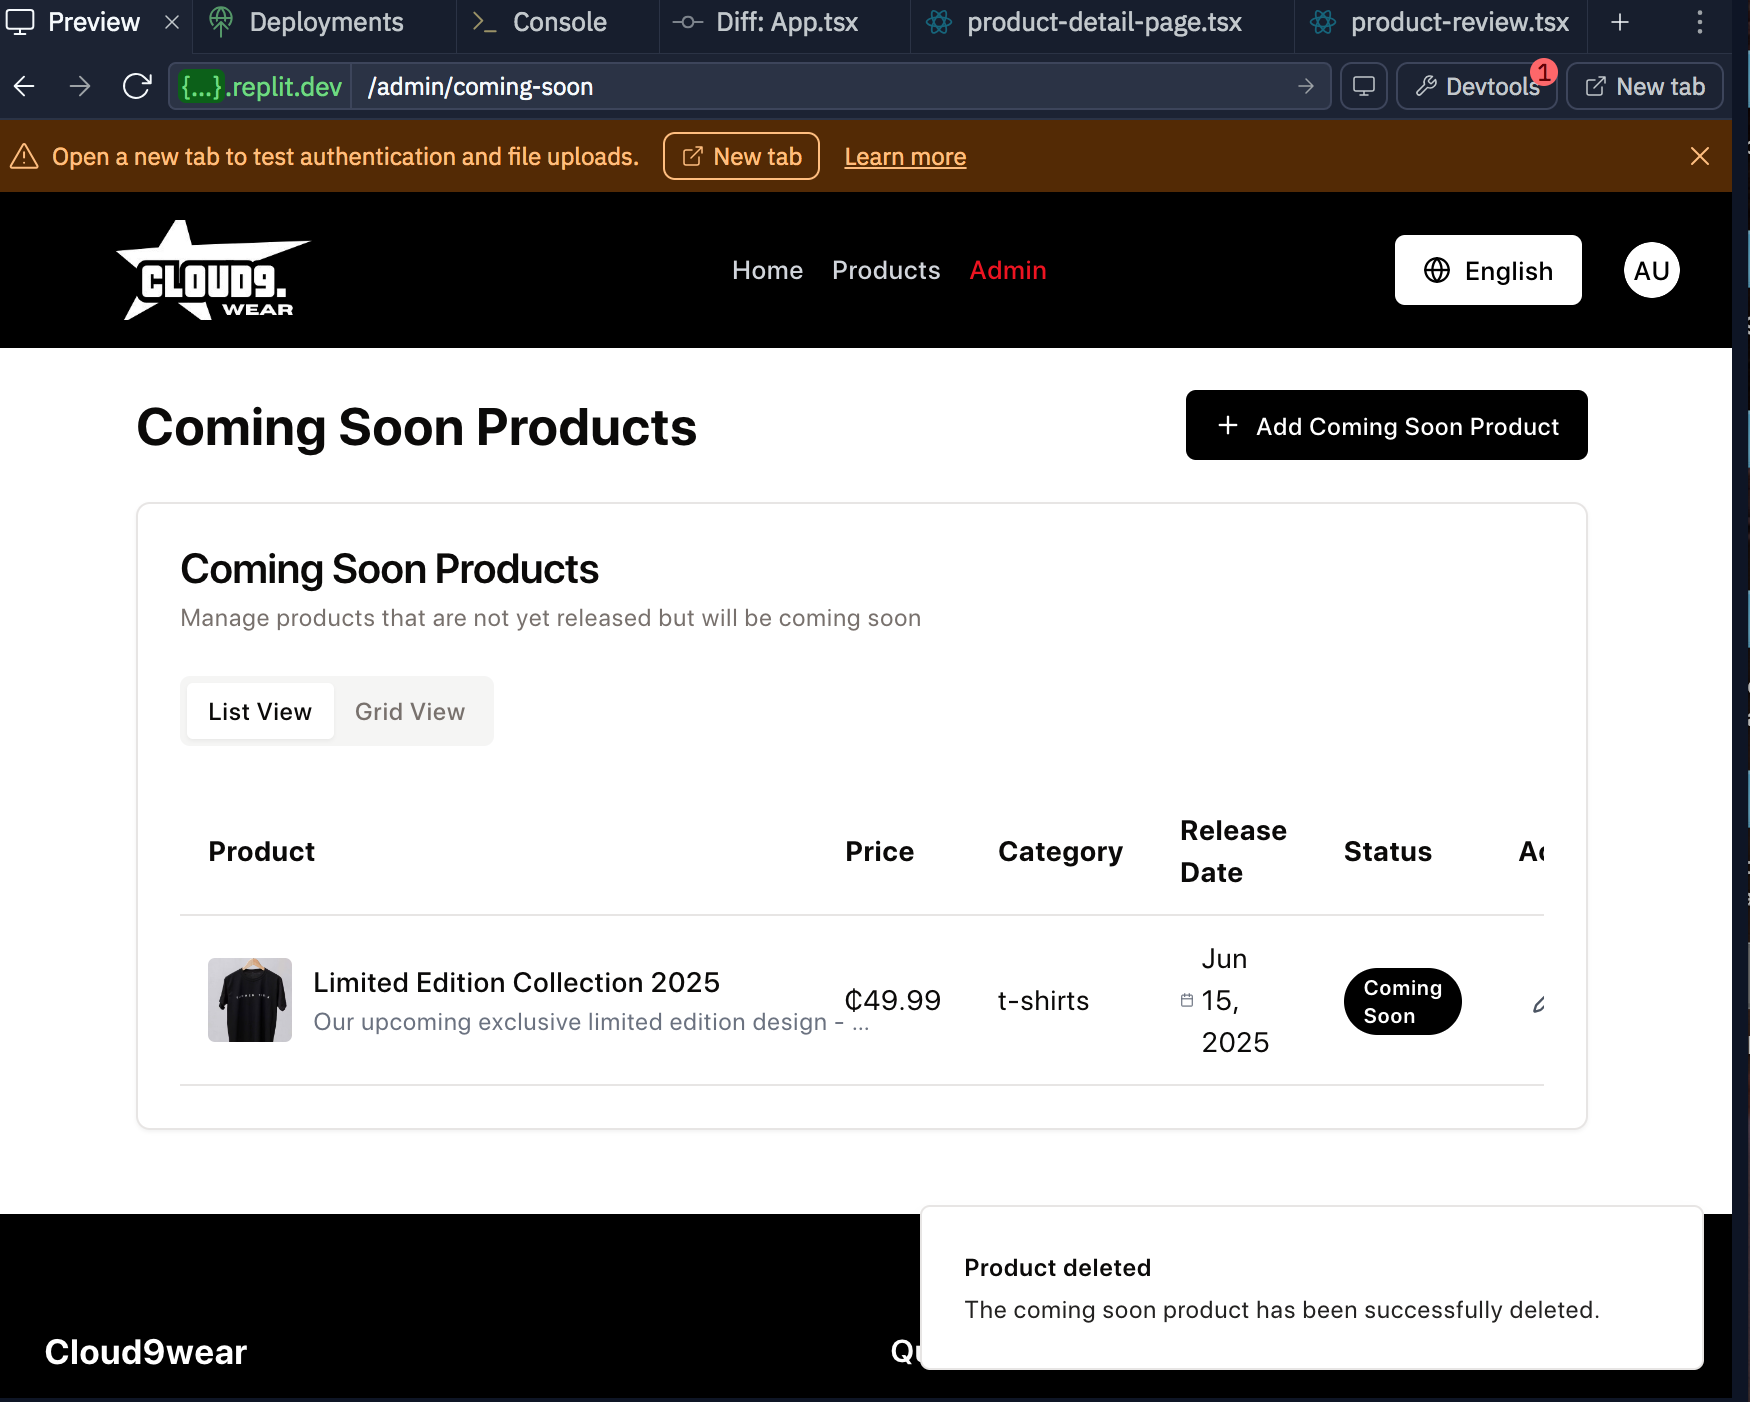 Preview
Deployments
Console
Diff: App.tsx
product-detail-page.tsx
product-review.tsx
{...}.replit.dev
/admin/coming-soon
Devtools
1
New tab
Open a new tab to test authentication and file uploads.
New tab
Learn more
CLOUD9.
WEAR
Home
Products
Admin
English
AU
Coming Soon Products
+ Add Coming Soon Product
Coming Soon Products
Manage products that are not yet released but will be coming soon
List View
Grid View
Product
Price
Category
Release
Date
Status
Limited Edition Collection 2025
Our upcoming exclusive limited edition design - ...
₵49.99
t-shirts
Jun
15,
2025
Coming
Soon
Product deleted
The coming soon product has been successfully deleted.
Cloud9wear